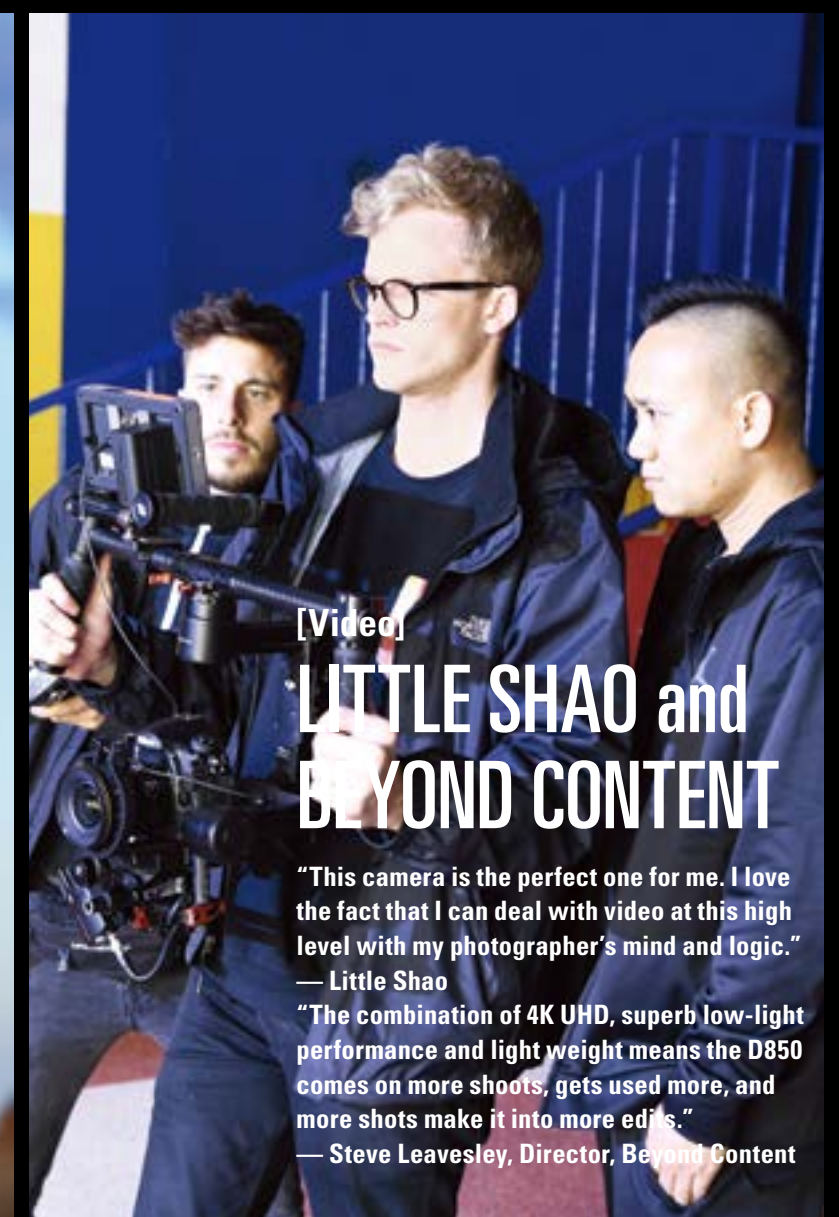 [Video]
LITTLE SHAO and
BEYOND CONTENT
“This camera is the perfect one for me. I love
the fact that I can deal with video at this high
level with my photographer’s mind and logic.”
— Little Shao
“The combination of 4K UHD, superb low-light
performance and light weight means the D850
comes on more shoots, gets used more, and
more shots make it into more edits.”
— Steve Leavesley, Director, Beyond Content